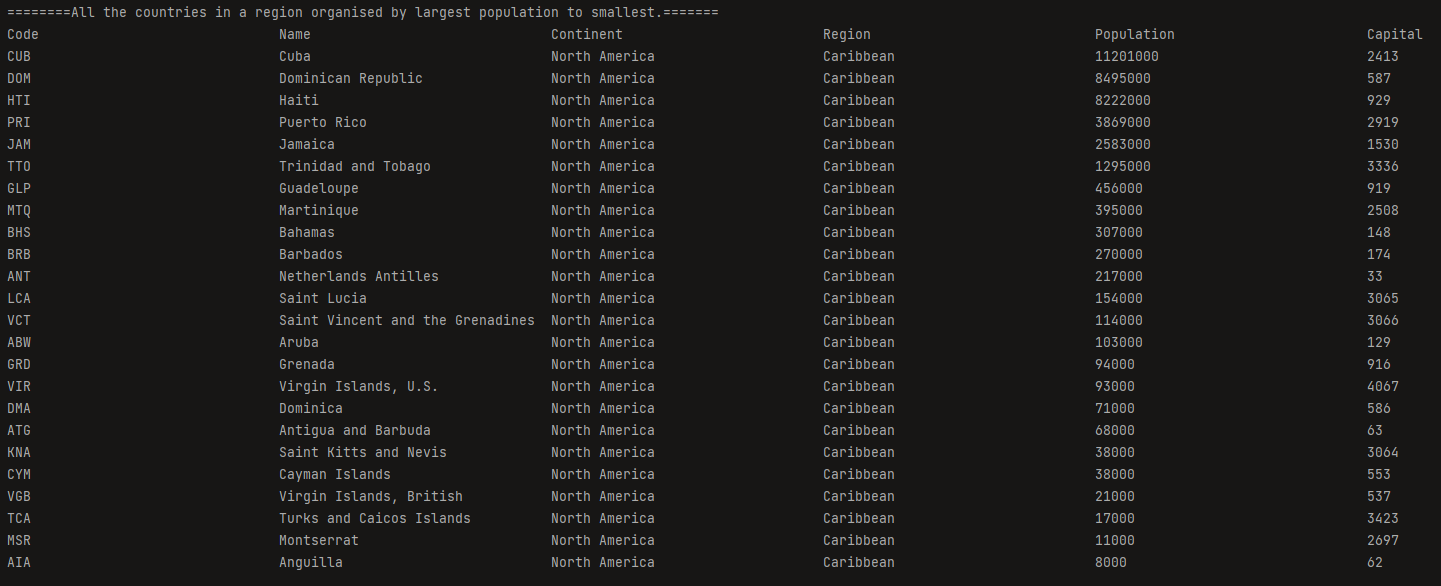 ========All the countries in a region organised by largest population to smallest.=======
Code Name Continent Region Population Capital
CUB Cuba North America Caribbean 11201000 2413
DOM Dominican Republic North America Caribbean 8495000 587
HTI Haiti North America Caribbean 8222000 929
PRI Puerto Rico North America Caribbean 3869000 2919
JAM Jamaica North America Caribbean 2583000 1530
TTO Trinidad and Tobago North America Caribbean 1295000 3336
GLP Guadeloupe North America Caribbean 456000 919
MTQ Martinique North America Caribbean 395000 2508
BHS Bahamas North America Caribbean 307000 148
BRB Barbados North America Caribbean 270000 174
ANT Netherlands Antilles North America Caribbean 217000 33
LCA Saint Lucia North America Caribbean 154000 3065
VCT Saint Vincent and the Grenadines North America Caribbean 114000 3066
ABW Aruba North America Caribbean 103000 129
GRD Grenada North America Caribbean 94000 916
VIR Virgin Islands, U.S. North America Caribbean 93000 4067
DMA Dominica North America Caribbean 71000 586
ATG Antigua and Barbuda North America Caribbean 68000 63
KNA Saint Kitts and Nevis North America Caribbean 38000 3064
CYM Cayman Islands North America Caribbean 38000 553
VGB Virgin Islands, British North America Caribbean 21000 537
TCA Turks and Caicos Islands North America Caribbean 17000 3423
MSR Montserrat North America Caribbean 11000 2697
AIA Anguilla North America Caribbean 8000 62